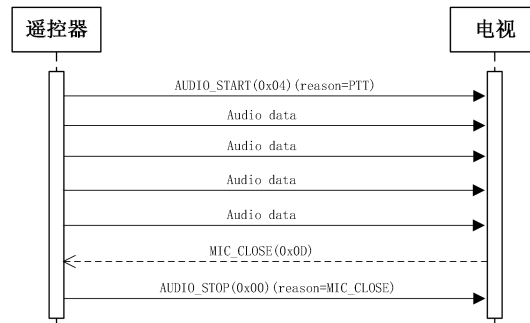 遥控器
电视
AUDIO_START(0x04)(reason=PTT)
Audio data
Audio data
Audio data
Audio data
MIC_CLOSE(0x0D)
AUDIO_STOP(0x00)(reason=MIC_CLOSE)